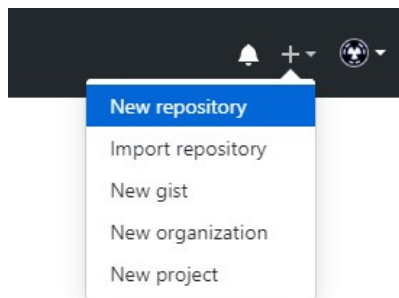 New repository
Import repository
New gist
New organization
New project